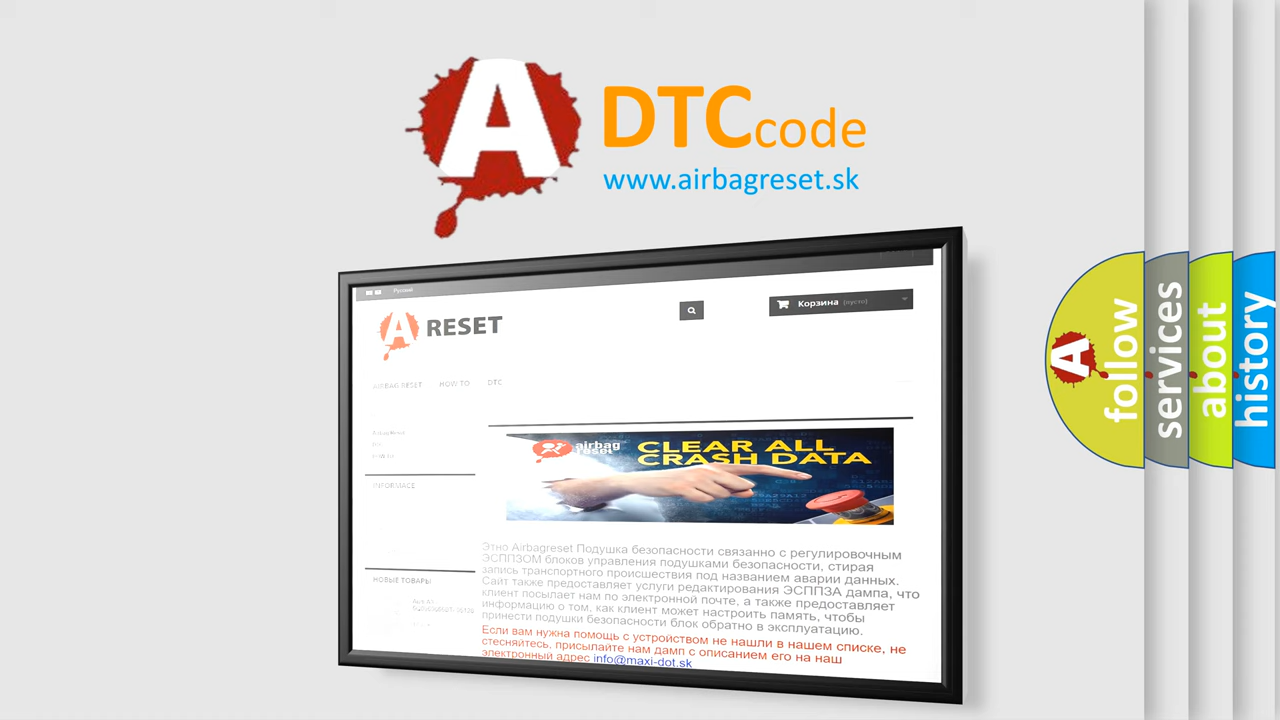 A
DTC code
www.airbagreset.sk
Русский
Корзина (пусто)
A RESET
AIRBAG RESET HOW TO DTC
Airbag Reset
INFORMACE
НОВЫЕ ТОВАРЫ
airbag reset
CLEAR ALL
CRASH DATA
Этно Airbagreset Подушка безопасности связанно с регулировочным
ЭСППЗОМ блоков управления подушками безопасности, стирая
запись транспортного происшествия под названием аварии данных.
Сайт также предоставляет услуги редактирования ЭСППЗА дампа, что
клиент посылает нам по электронной почте, а также предоставляет
информацию о том, как клиент может настроить память, чтобы
принести подушки безопасности блок обратно в эксплуатацию.
Если вам нужна помощь с устройством не нашли в нашем списке, не
стесняйтесь, присылайте нам дамп с описанием его на наш
электронный адрес info@maxi-dot.sk
A
follow
services
about
history